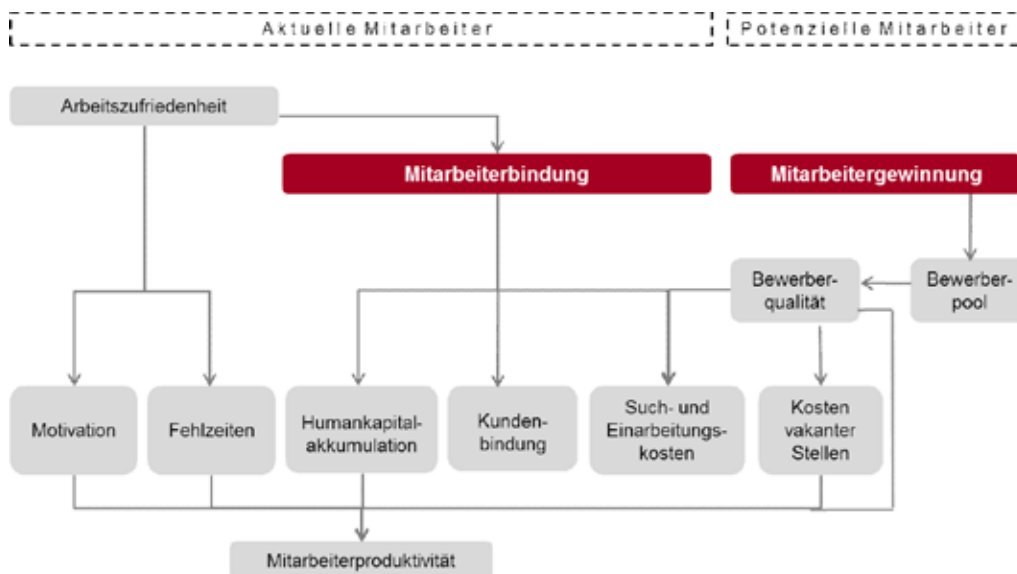 Aktuelle Mitarbeiter
Potenzielle Mitarbeiter
Arbeitszufriedenheit
Mitarbeiterbindung
Mitarbeitergewinnung
Bewerber-
qualität
Bewerber-
pool
Motivation
Fehlzeiten
Humankapital-
akkumulation
Kunden-
bindung
Such- und
Einarbeitungs-
kosten
Kosten
vakanter
Stellen
Mitarbeiterproduktivität